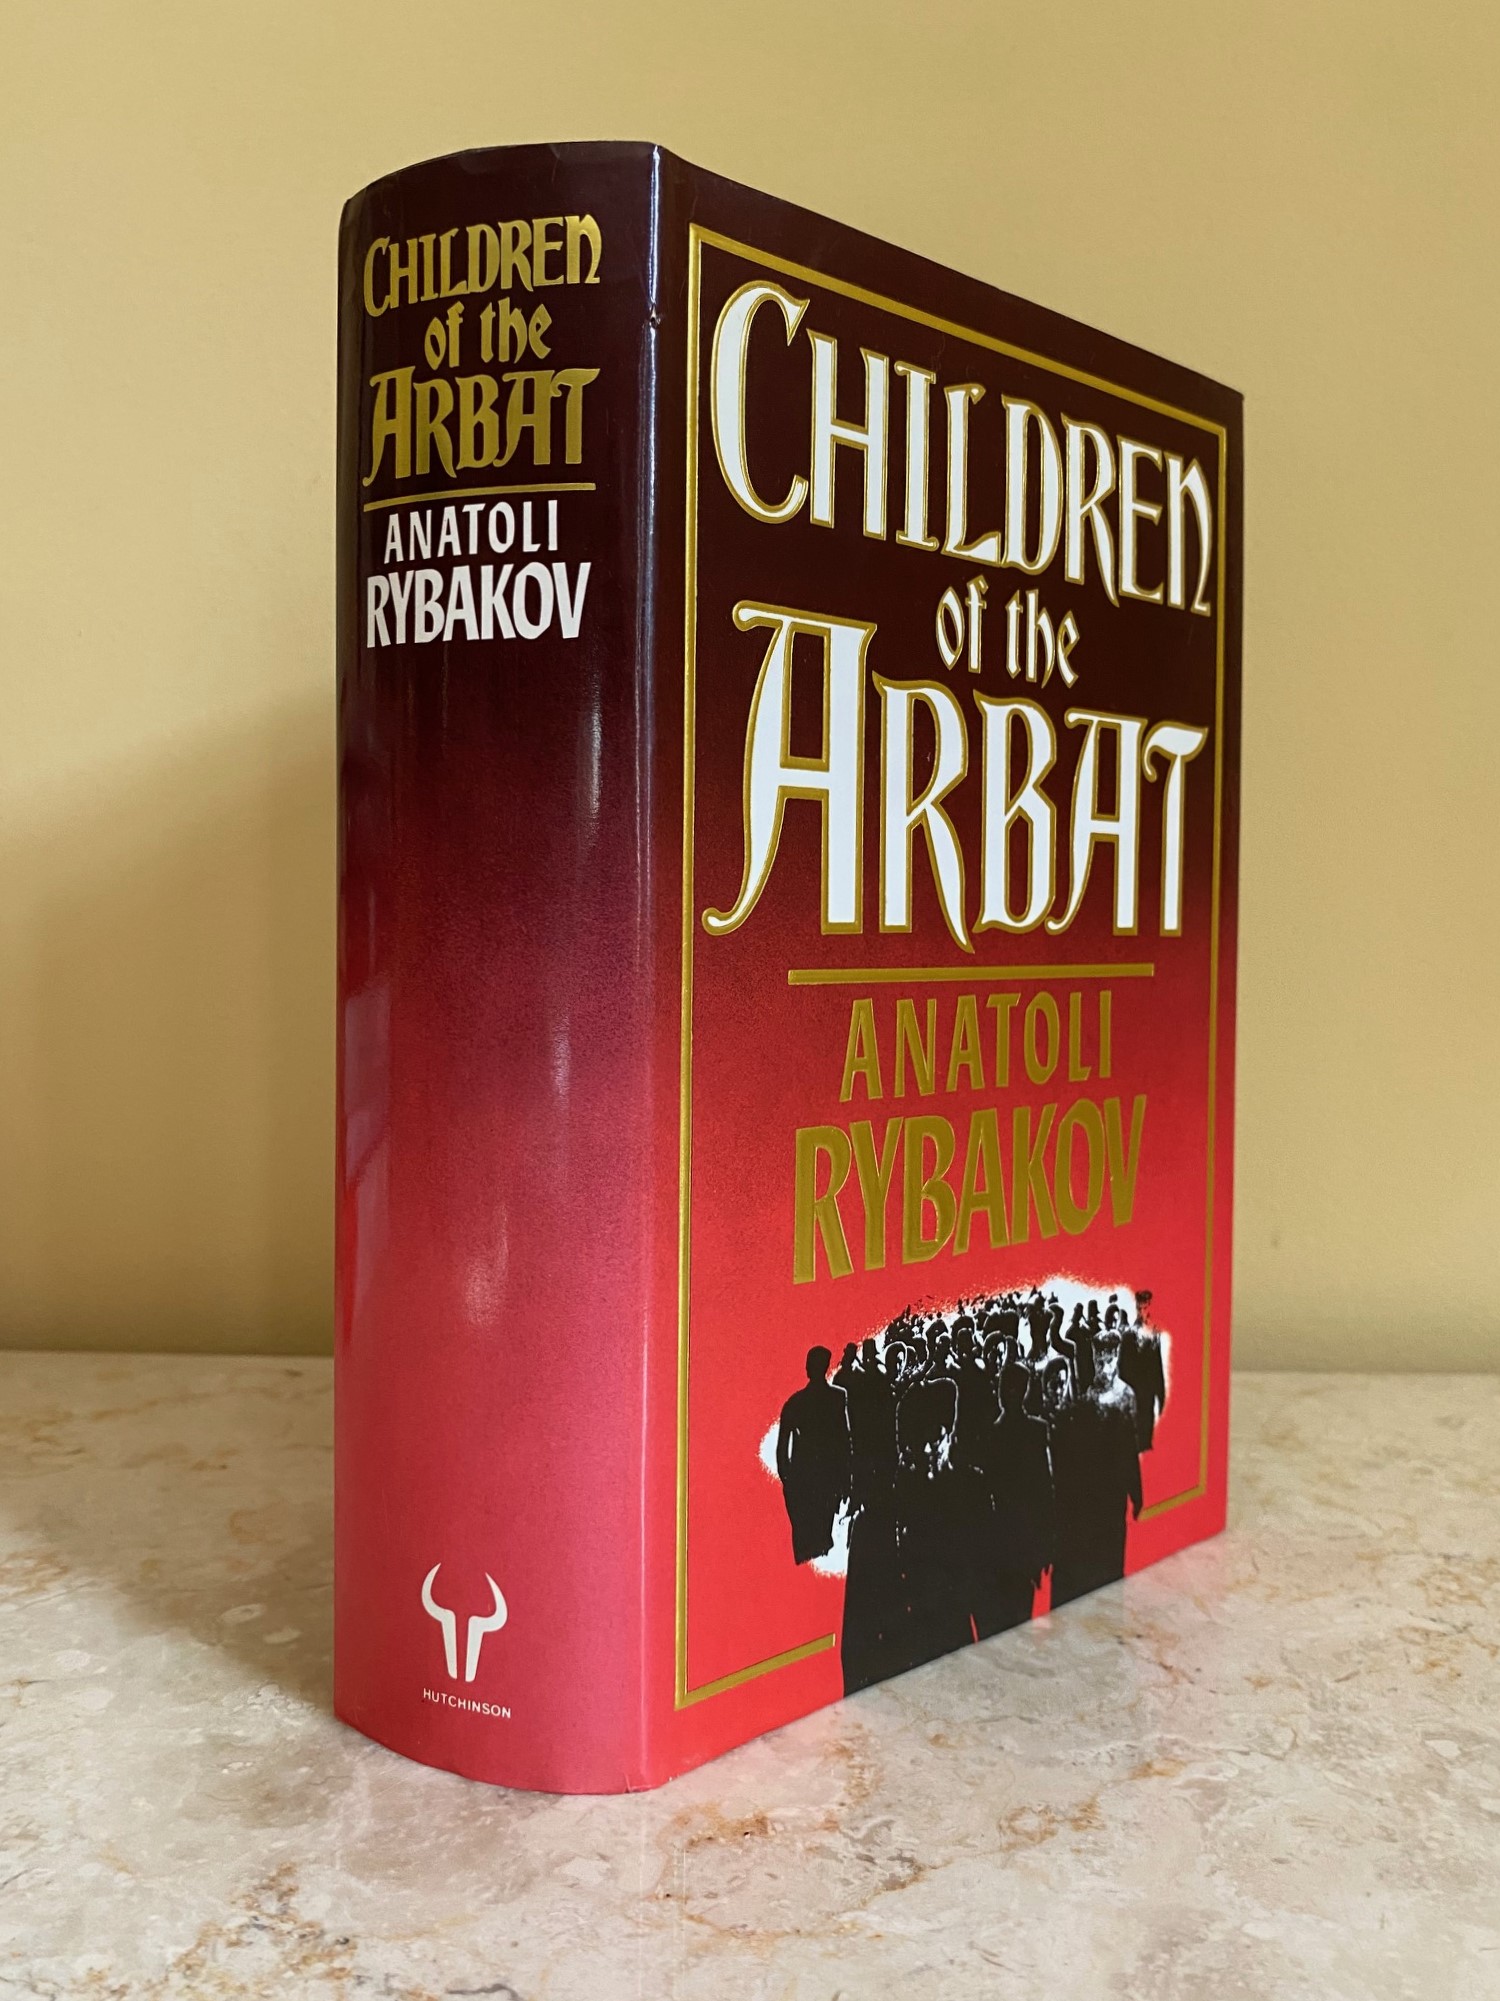 CHILDREN
of the
ARBAT
ANATOLI
RYBAKOV
HUTCHINSON
CHILDREN
of the
ARBAT
ANATOLI
RYBAKOV